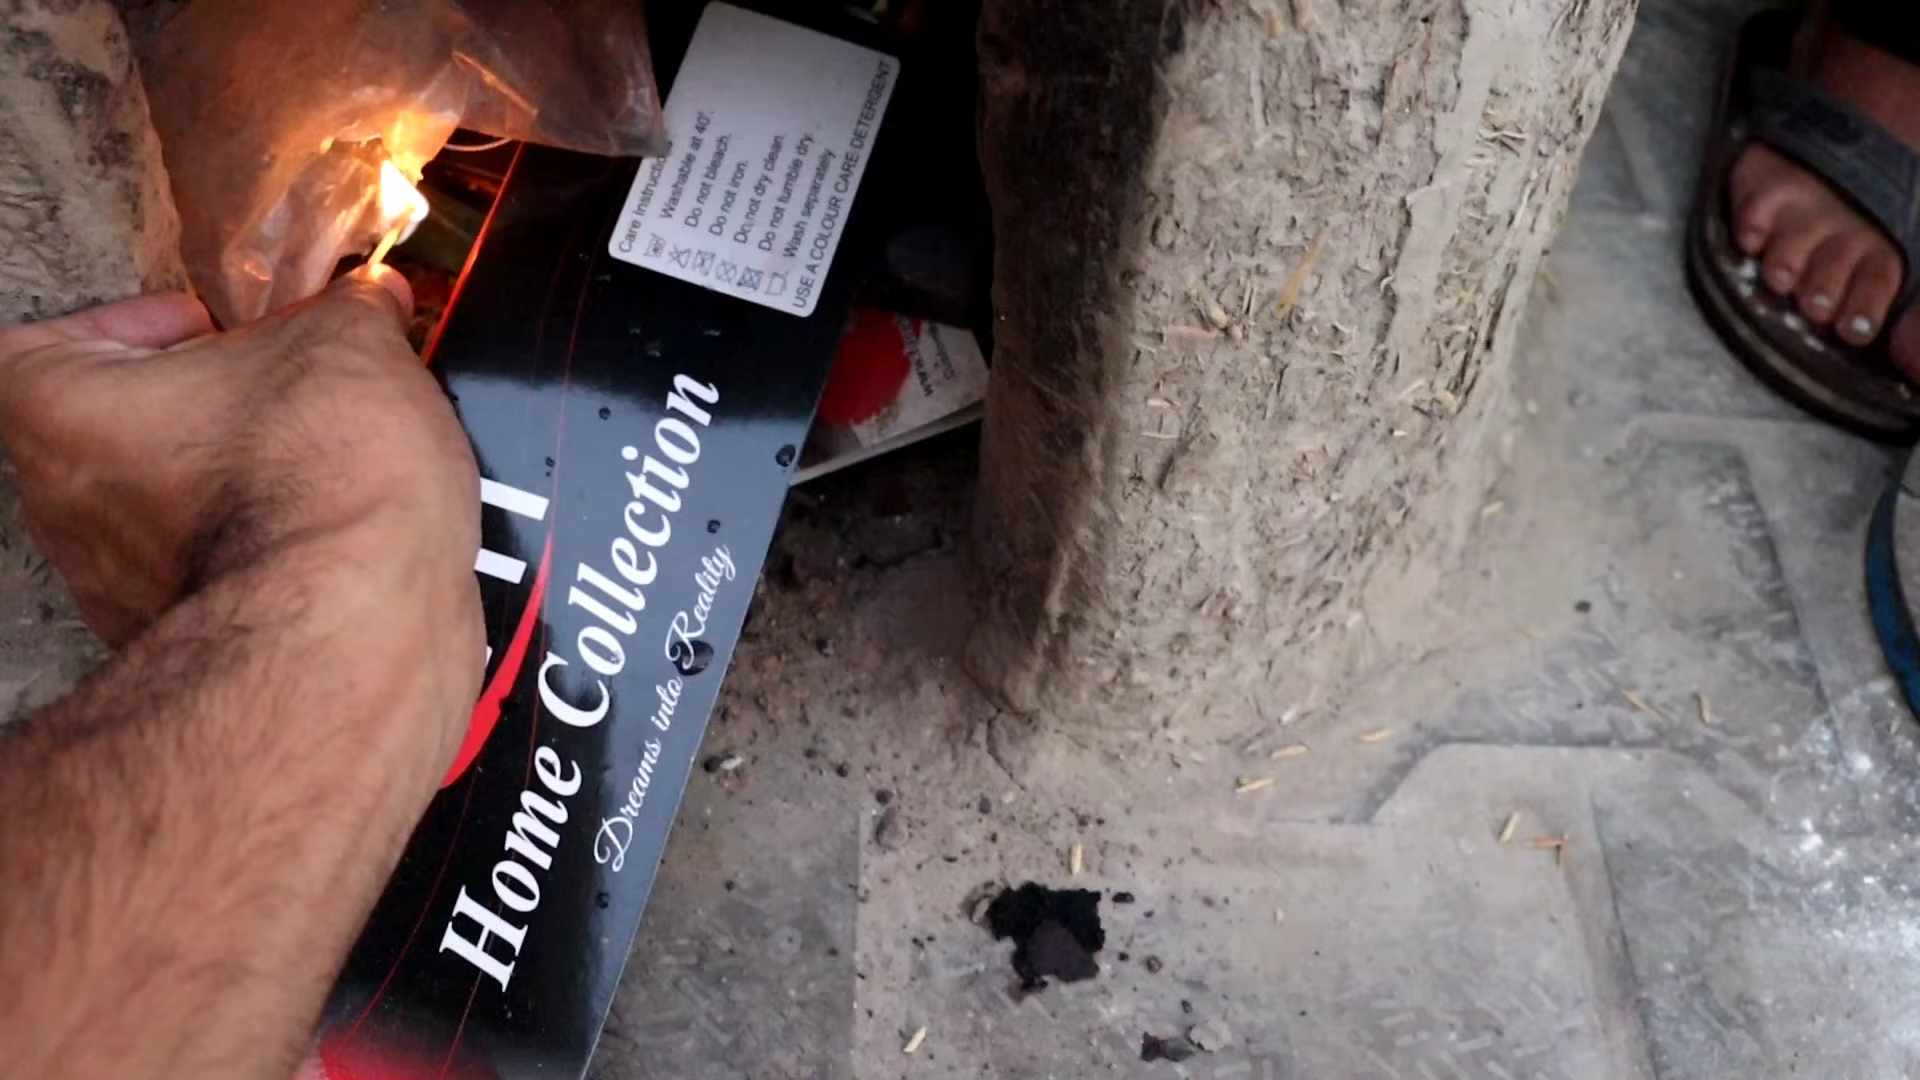 Care Instructio
Washable at 40°.
Do not bleach.
Do not iron.
Do not dry clean.
Do not tumble dry.
Wash separately
USE A COLOUR CARE DETERGENT
Home Collection
Dreams into Reality